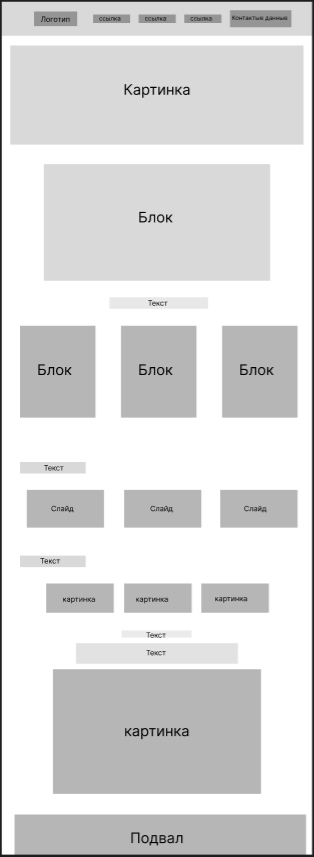 Логотип ссылка ссылка ссылка Контактые данные
Картинка
Блок
Текст
Блок Блок Блок
Текст
Слайд Слайд Слайд
Текст
картинка картинка картинка
Текст
Текст
картинка
Подвал